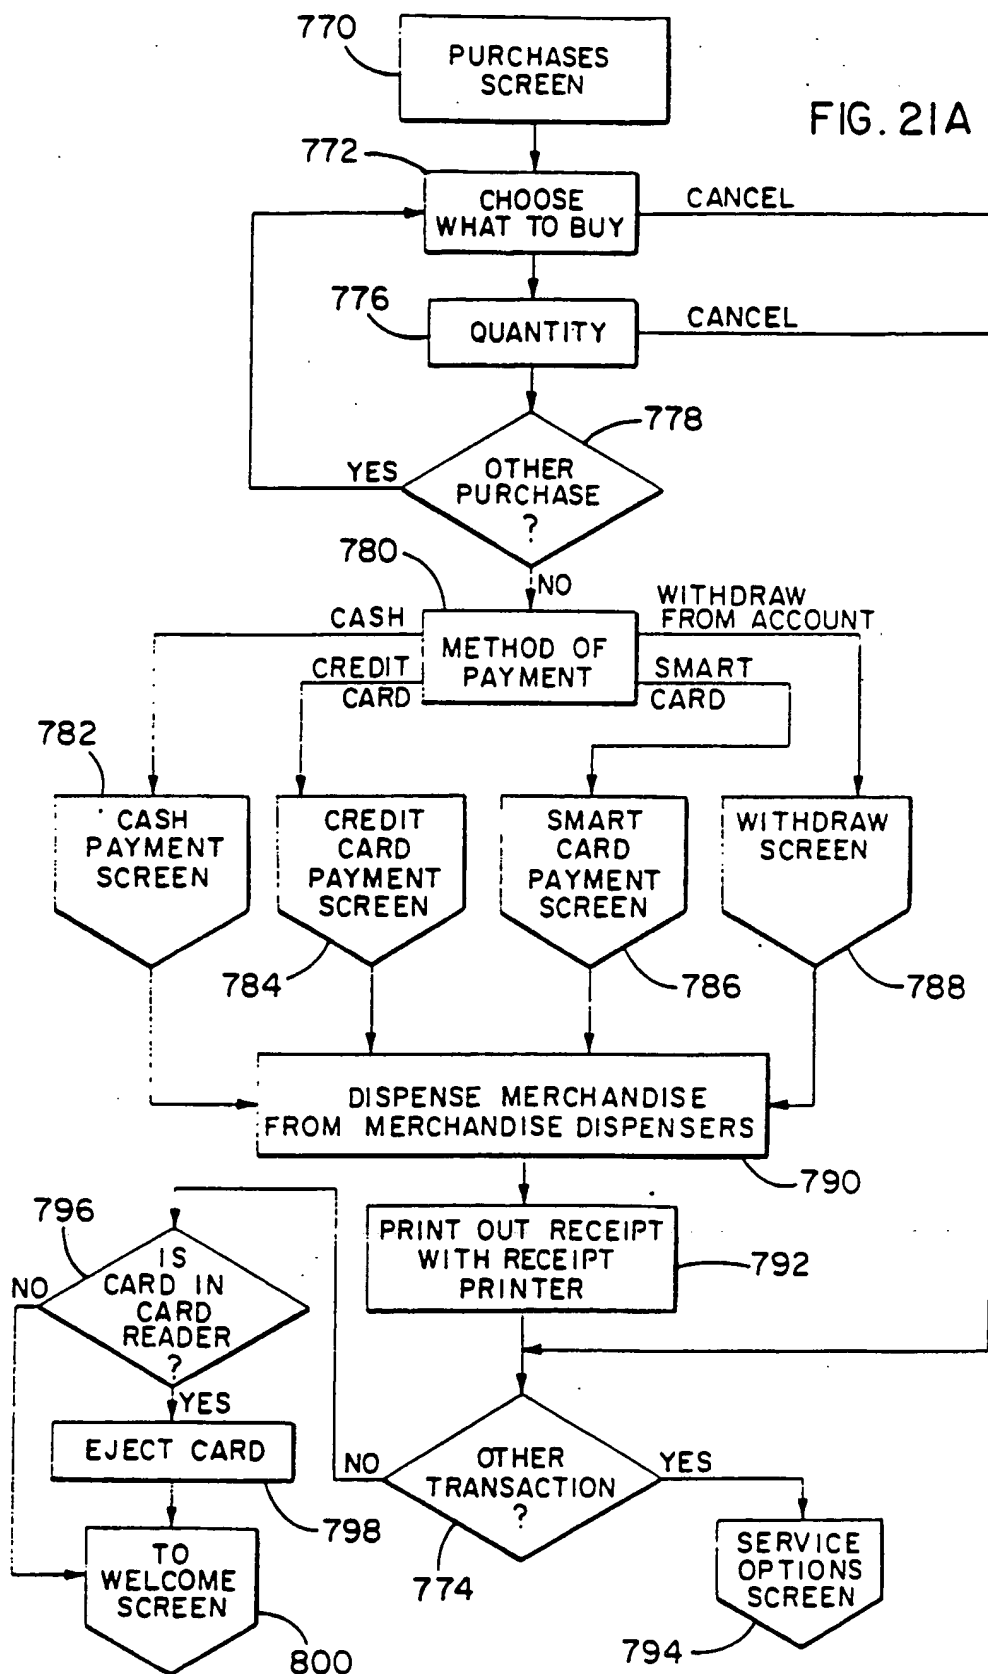 770
PURCHASES
SCREEN
FIG. 21A
772
CHOOSE
WHAT TO BUY
CANCEL
776
QUANTITY
CANCEL
778
YES
OTHER
PURCHASE
?
780
NO
CASH
METHOD OF
PAYMENT
WITHDRAW
FROM ACCOUNT
CREDIT
CARD
SMART
CARD
782
CASH
PAYMENT
SCREEN
CREDIT
CARD
PAYMENT
SCREEN
SMART
CARD
PAYMENT
SCREEN
WITHDRAW
SCREEN
784
786
788
DISPENSE MERCHANDISE
FROM MERCHANDISE DISPENSERS
790
796
IS
CARD IN
CARD
READER
?
NO
PRINT OUT RECEIPT
WITH RECEIPT
PRINTER
792
YES
EJECT CARD
798
NO
OTHER
TRANSACTION
?
YES
774
TO
WELCOME
SCREEN
800
SERVICE
OPTIONS
SCREEN
794